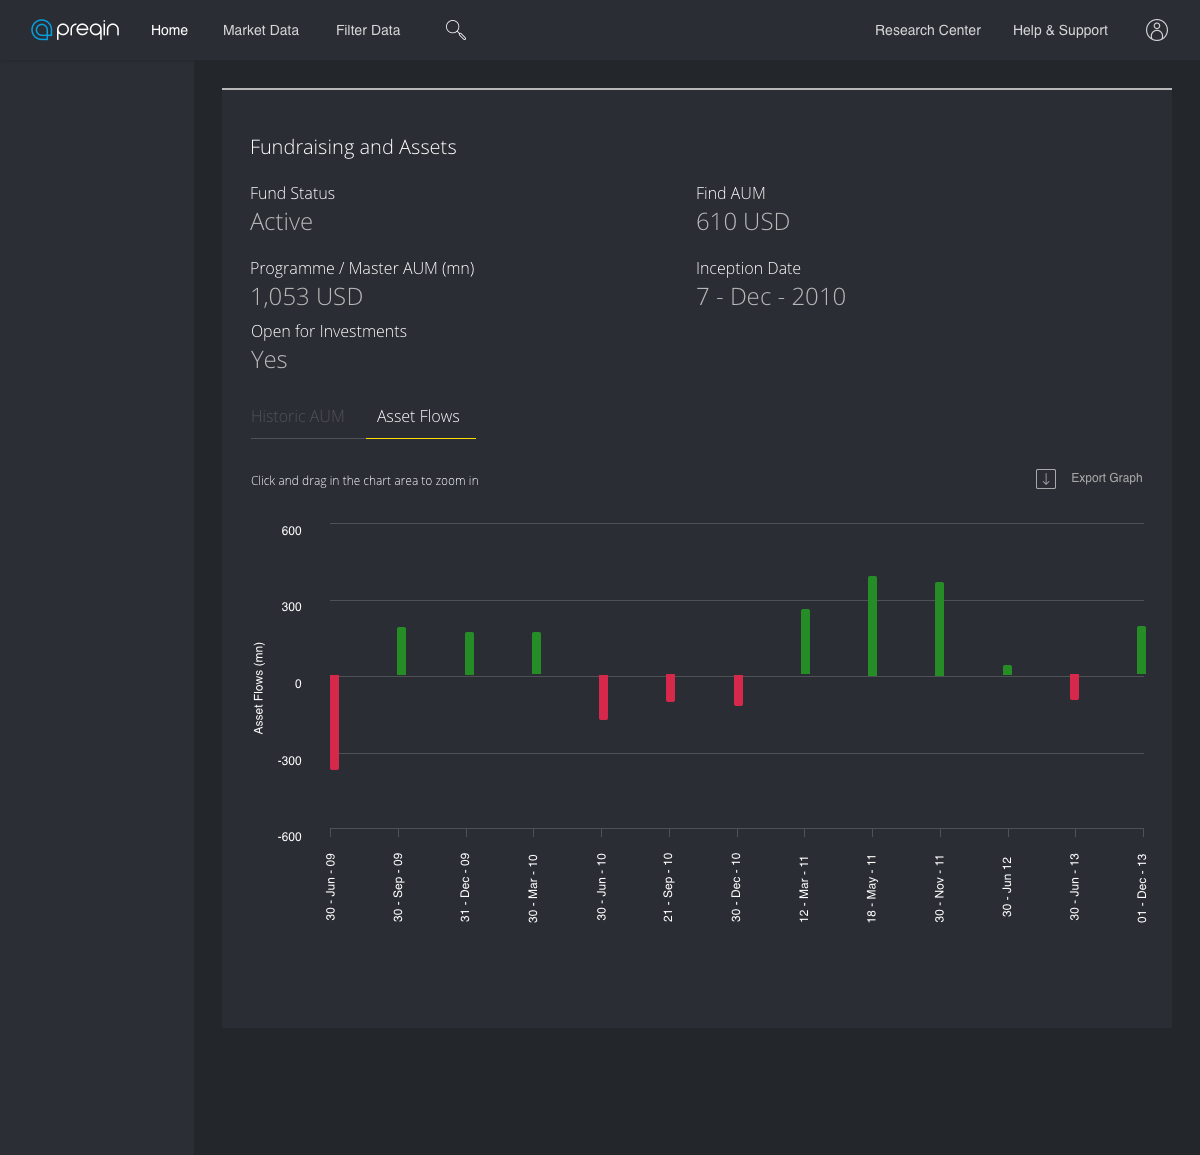 preqin
Home
Market Data
Filter Data
Research Center
Help & Support
Fundraising and Assets
Fund Status
Active
Find AUM
610 USD
Programme / Master AUM (mn)
1,053 USD
Inception Date
7 - Dec - 2010
Open for Investments
Yes
Historic AUM
Asset Flows
Click and drag in the chart area to zoom in
Export Graph
600
300
0
-300
-600
Asset Flows (mn)
30 - Jun - 09
30 - Sep - 09
31 - Dec - 09
30 - Mar - 10
30 - Jun - 10
21 - Sep - 10
30 - Dec - 10
12 - Mar - 11
18 - May - 11
30 - Nov - 11
30 - Jun 12
30 - Jun - 13
01 - Dec - 13